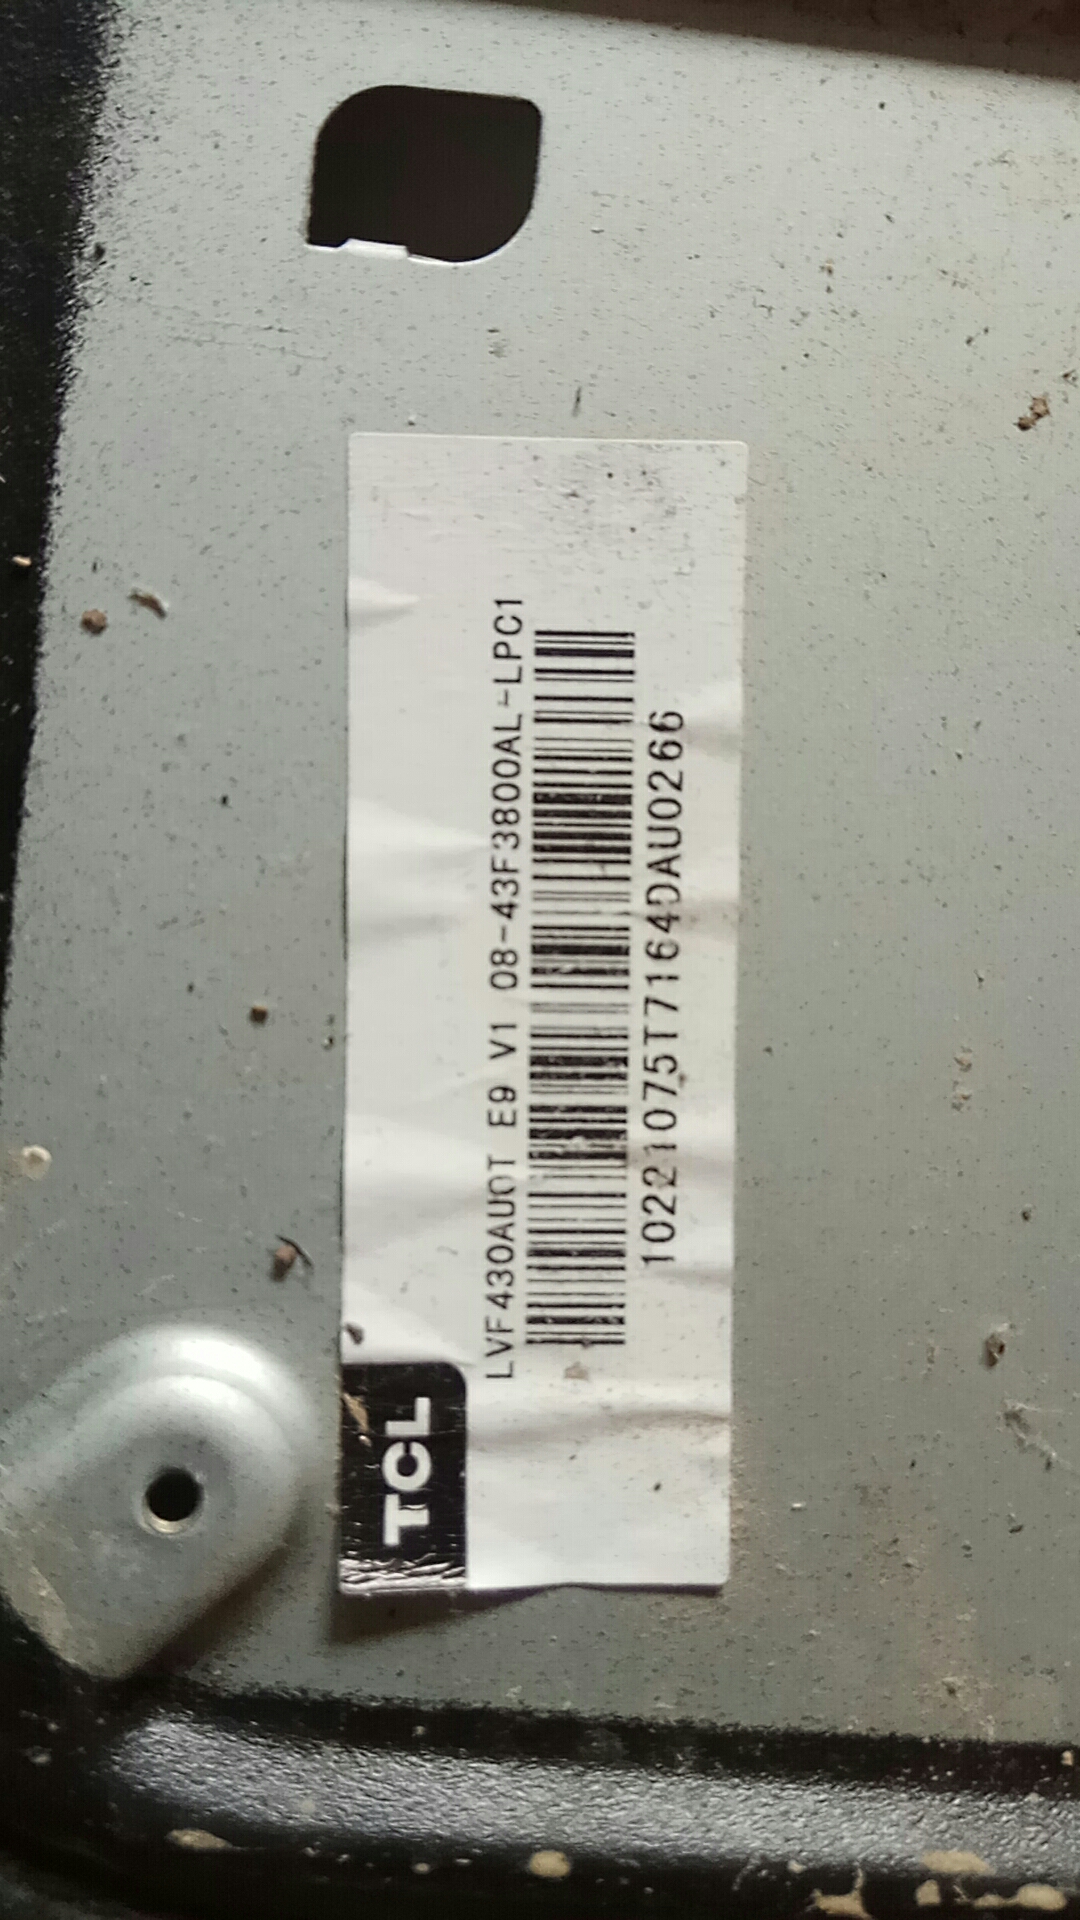 TCL
LVF430AU0T E9 V1 08-43F3800AL-LPC1
10221075T7164DAU0266